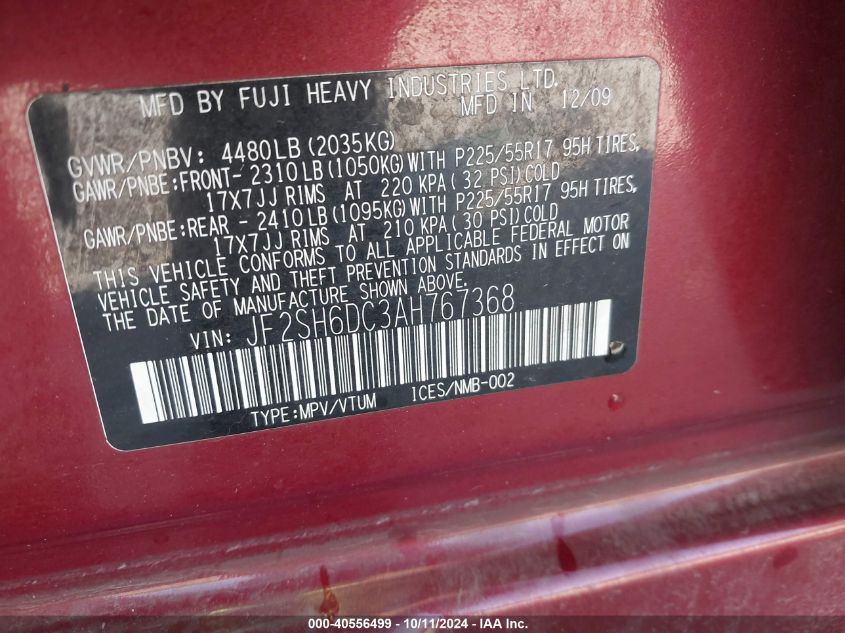 MFD BY FUJI HEAVY INDUSTRIES LTD.
MFD IN 12/09
GVWR/PNBV: 4480LB(2035KG)
GAWR/PNBE:FRONT- 2310LB(1050KG)WITH P225/55R17 95H TIRES,
17X7JJ RIMS AT 220 KPA( 32 PSI)COLD
GAWR/PNBE:REAR - 2410LB(1095KG)WITH P225/55R17 95H TIRES,
17X7JJ RIMS AT 210 KPA( 30 PSI)COLD
THIS VEHICLE CONFORMS TO ALL APPLICABLE FEDERAL MOTOR
VEHICLE SAFETY AND THEFT PREVENTION STANDARDS IN EFFECT ON
THE DATE OF MANUFACTURE SHOWN ABOVE.
VIN: JF2SH6DC3AH767368
TYPE:MPV/VTUM ICES/NMB-002
000-40556499 - 10/11/2024 - IAA Inc.